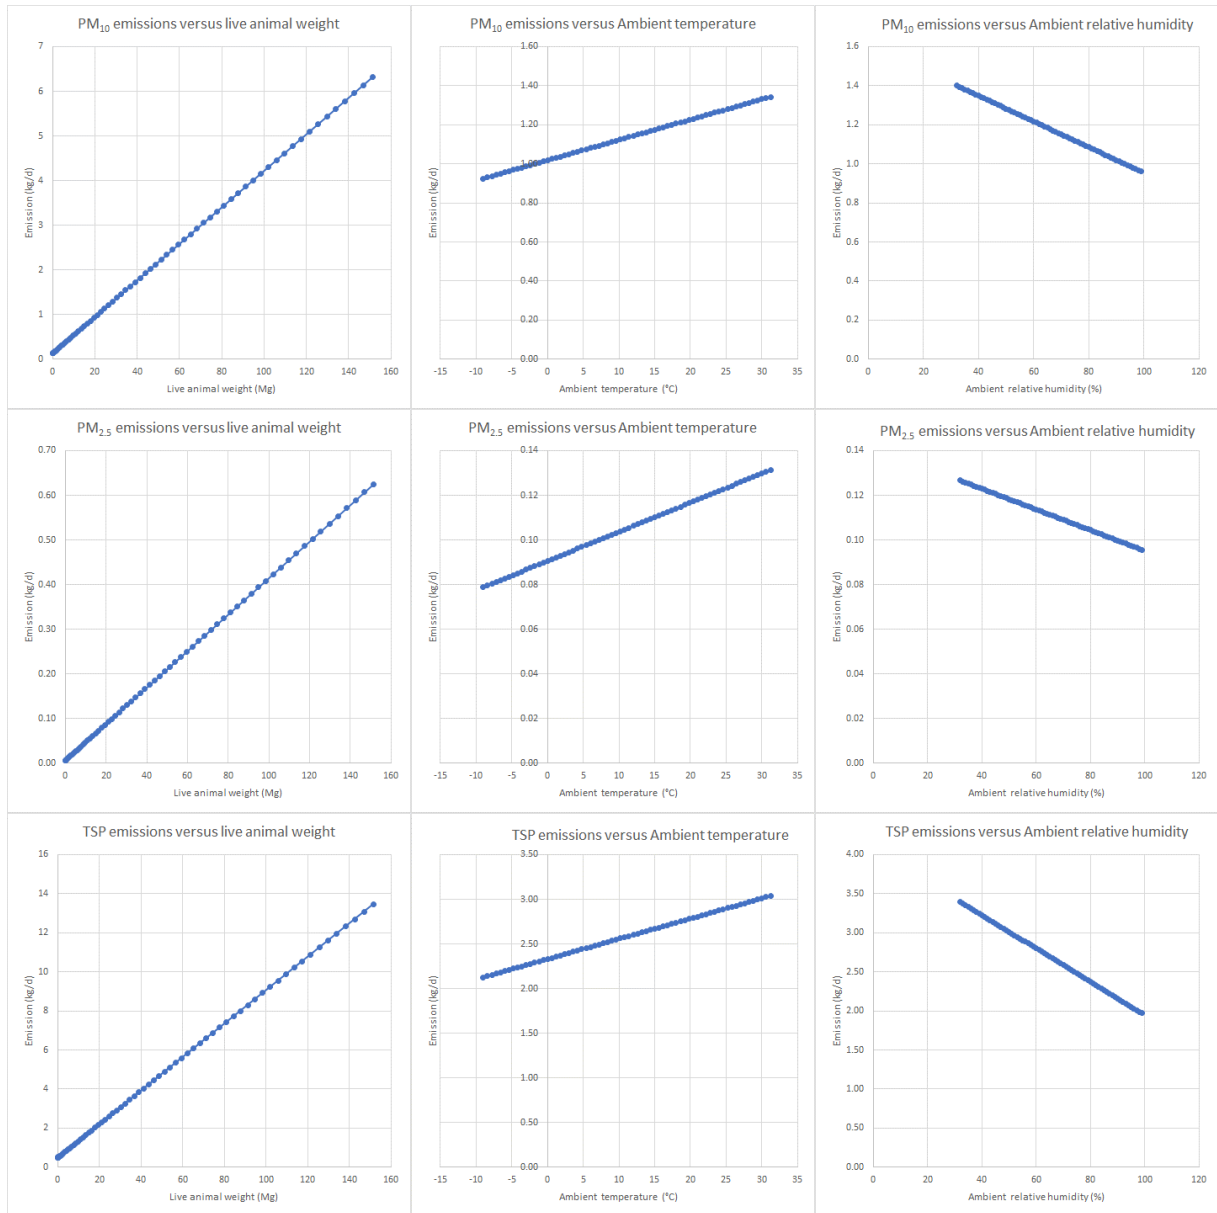 PM10 emissions versus live animal weight
7
6
5
4
3
2
1
0
Emission (kg/d)
0 20 40 60 80 100 120 140 160
Live animal weight (Mg)
PM10 emissions versus Ambient temperature
1.60
1.40
1.20
1.00
0.80
0.60
0.40
0.20
0.00
Emission (kg/d)
-15 -10 -5 0 5 10 15 20 25 30 35
Ambient temperature (°C)
PM10 emissions versus Ambient relative humidity
1.6
1.4
1.2
1.0
0.8
0.6
0.4
0.2
0.0
Emission (kg/d)
0 20 40 60 80 100 120
Ambient relative humidity (%)
PM2.5 emissions versus live animal weight
0.70
0.60
0.50
0.40
0.30
0.20
0.10
0.00
Emission (kg/d)
0 20 40 60 80 100 120 140 160
Live animal weight (Mg)
PM2.5 emissions versus Ambient temperature
0.14
0.12
0.10
0.08
0.06
0.04
0.02
0.00
Emission (kg/d)
-15 -10 -5 0 5 10 15 20 25 30 35
Ambient temperature (°C)
PM2.5 emissions versus Ambient relative humidity
0.14
0.12
0.10
0.08
0.06
0.04
0.02
0.00
Emission (kg/d)
0 20 40 60 80 100 120
Ambient relative humidity (%)
TSP emissions versus live animal weight
16
14
12
10
8
6
4
2
0
Emission (kg/d)
0 20 40 60 80 100 120 140 160
Live animal weight (Mg)
TSP emissions versus Ambient temperature
3.50
3.00
2.50
2.00
1.50
1.00
0.50
0.00
Emission (kg/d)
-15 -10 -5 0 5 10 15 20 25 30 35
Ambient temperature (°C)
TSP emissions versus Ambient relative humidity
4.00
3.50
3.00
2.50
2.00
1.50
1.00
0.50
0.00
Emission (kg/d)
0 20 40 60 80 100 120
Ambient relative humidity (%)